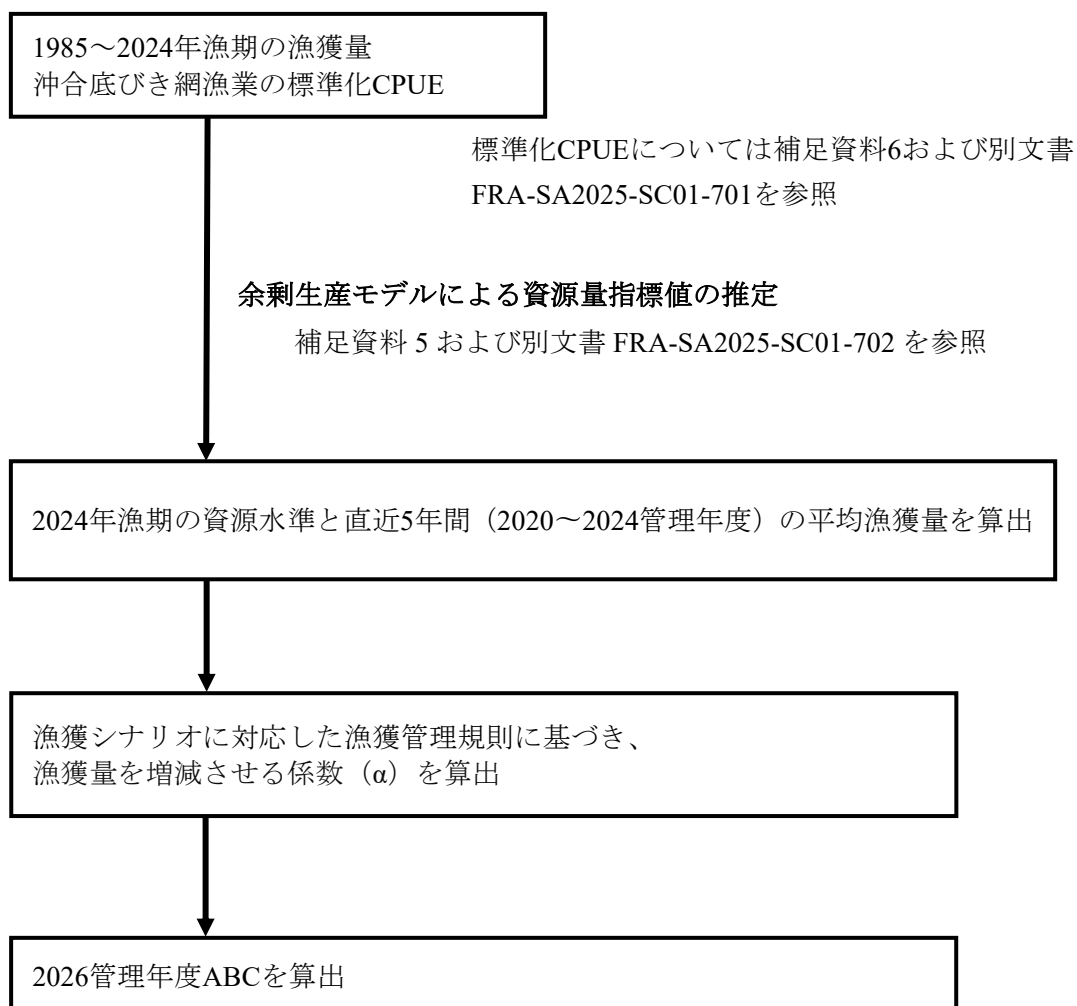 1985～2024年漁期の漁獲量
沖合底びき網漁業の標準化CPUE
標準化CPUEについては補足資料6および別文書
FRA-SA2025-SC01-701を参照
余剰生産モデルによる資源量指標値の推定
補足資料 5 および別文書 FRA-SA2025-SC01-702 を参照
2024年漁期の資源水準と直近5年間（2020～2024管理年度）の平均漁獲量を算出
漁獲シナリオに対応した漁獲管理規則に基づき、
漁獲量を増減させる係数（α）を算出
2026管理年度ABCを算出